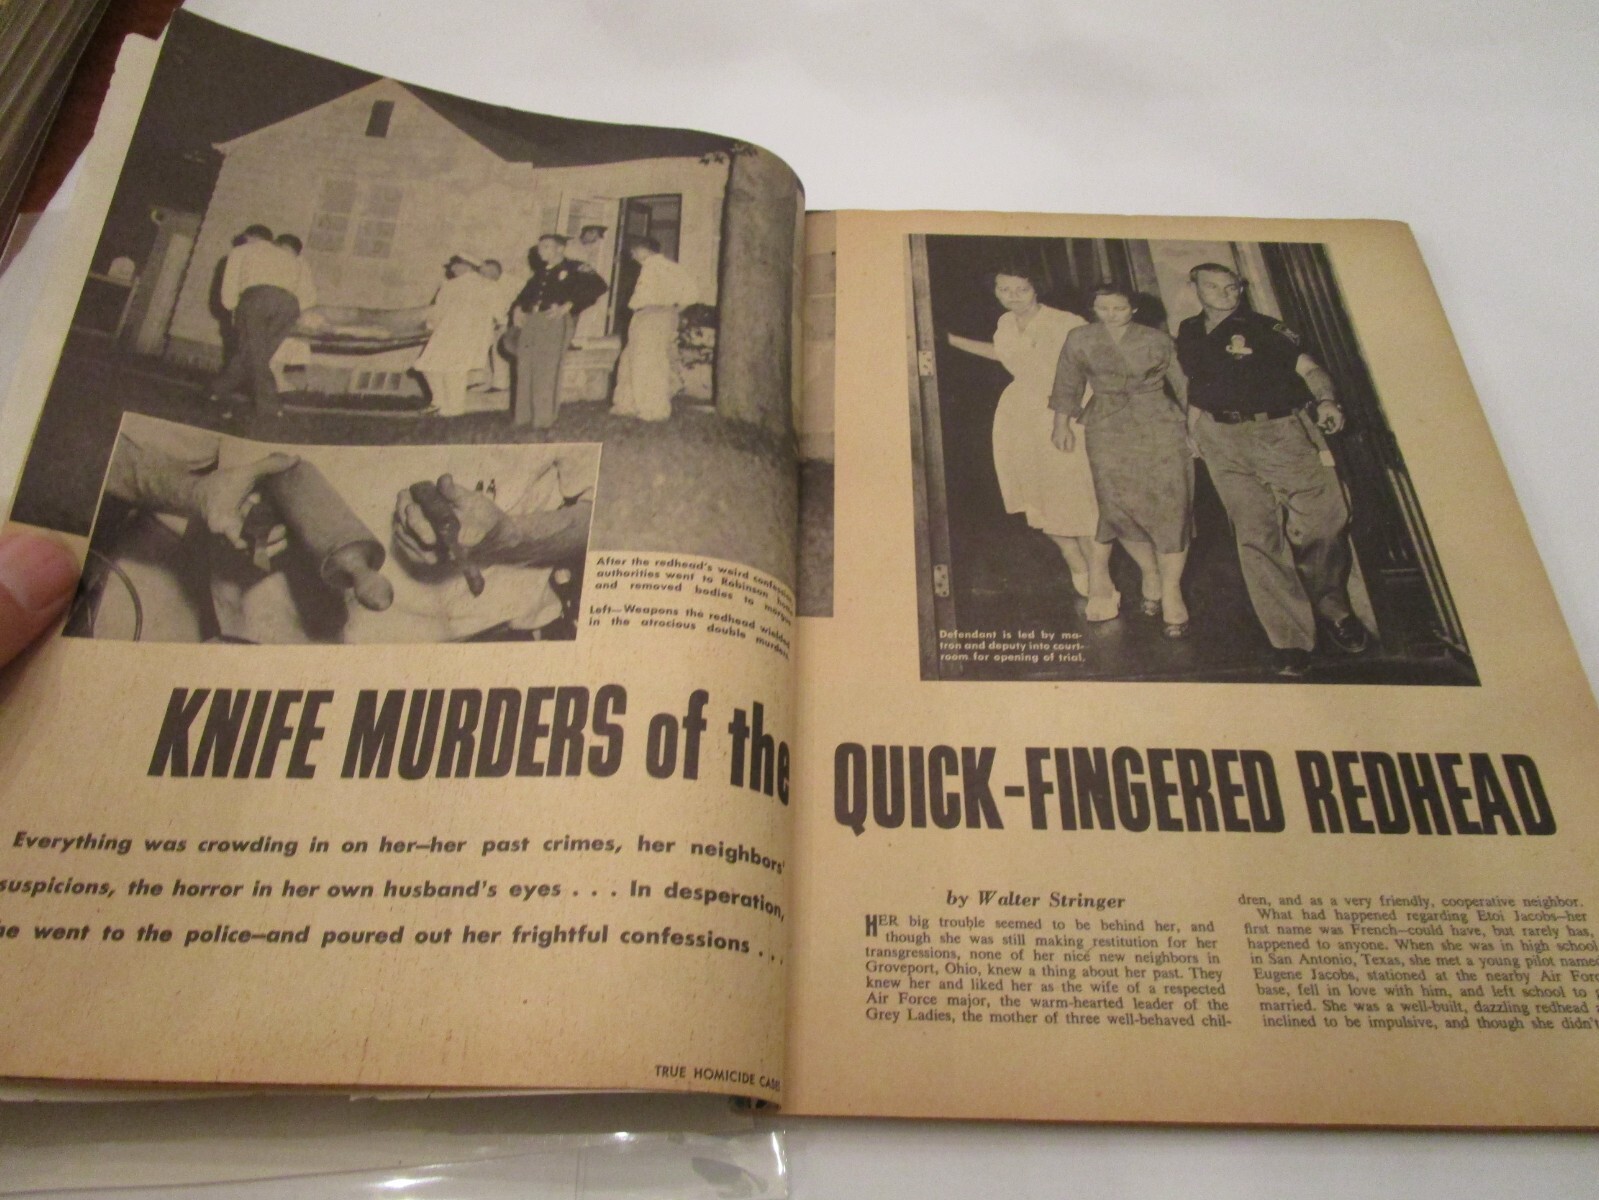 After the redhead's weird
authorities went to Robinson
and removed bodies to morgue
Left—Weapons the redhead wielded
in the atrocious double murders.
KNIFE MURDERS of the
Everything was crowding in on her—her past crimes, her neighbors'
suspicions, the horror in her own husband's eyes . . . In desperation,
he went to the police—and poured out her frightful confessions . . .
TRUE HOMICIDE
Defendant is led by ma-
tron and deputy into court-
room for opening of trial.
QUICK-FINGERED REDHEAD
by Walter Stringer
HER big trouble seemed to be behind her, and
though she was still making restitution for her
transgressions, none of her nice new neighbors in
Groveport, Ohio, knew a thing about her past. They
knew her and liked her as the wife of a respected
Air Force major, the warm-hearted leader of the
Grey Ladies, the mother of three well-behaved chil-
dren, and as a very friendly, cooperative neighbor.
What had happened regarding Etoi Jacobs—her
first name was French—could have, but rarely has,
happened to anyone. When she was in high school
in San Antonio, Texas, she met a young pilot named
Eugene Jacobs, stationed at the nearby Air
base, fell in love with him, and left school to
married. She was a well-built, dazzling redhead
inclined to be impulsive, and though she didn't